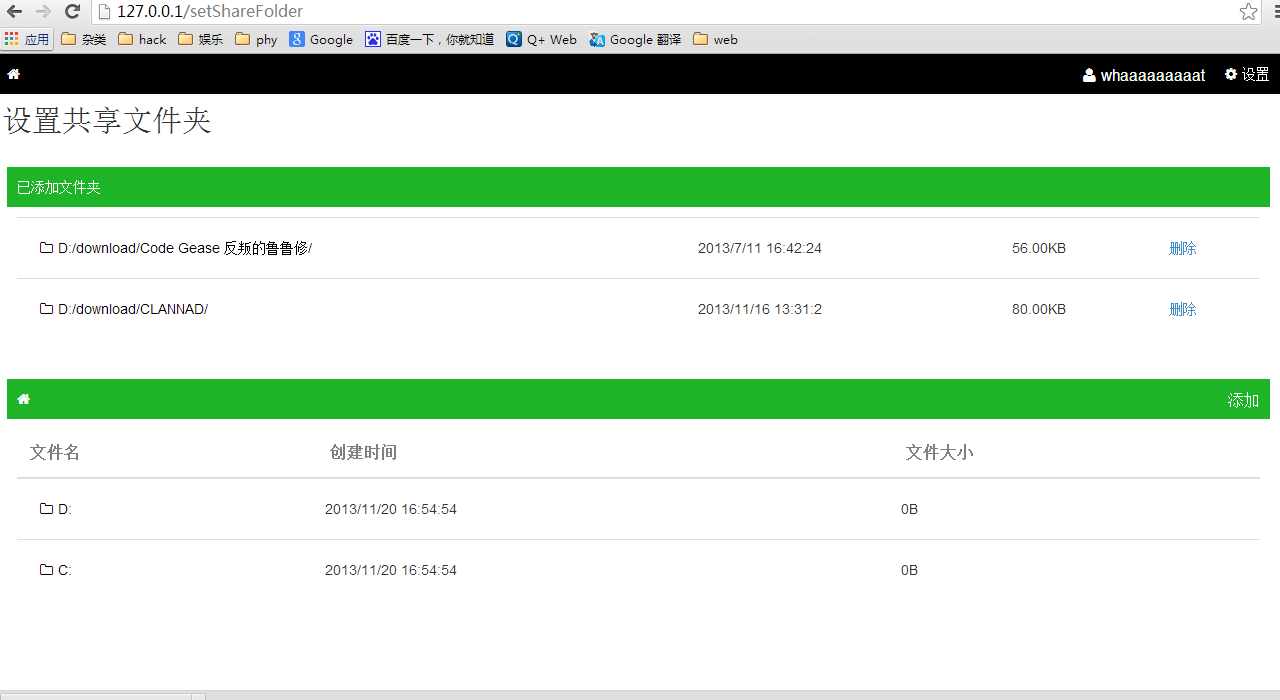 127.0.0.1/setShareFolder
应用 杂类 hack 娱乐 phy Google 百度一下，你就知道 Q+ Web Google 翻译 web
whaaaaaaaaat 设置
设置共享文件夹
已添加文件夹
D:/download/Code Gease 反叛的鲁鲁修/ 2013/7/11 16:42:24 56.00KB 删除
D:/download/CLANNAD/ 2013/11/16 13:31:2 80.00KB 删除
添加
文件名 创建时间 文件大小
D: 2013/11/20 16:54:54 0B
C: 2013/11/20 16:54:54 0B